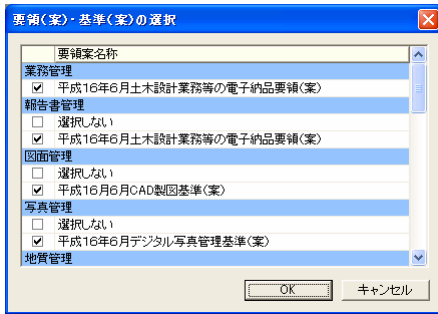 要領(案)・基準(案)の選択
要領案名称
業務管理
平成16年6月土木設計業務等の電子納品要領(案)
報告書管理
選択しない
平成16年6月土木設計業務等の電子納品要領(案)
図面管理
平成16月6月CAD製図基準(案)
写真管理
選択しない
平成16年6月デジタル写真管理基準(案)
地質管理
OK
キャンセル